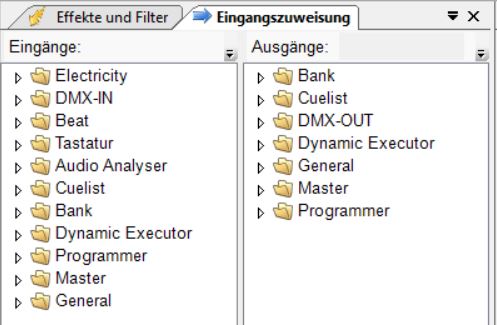 Effekte und Filter Eingangszuweisung
Eingänge:
Electricity
DMX-IN
Beat
Tastatur
Audio Analyser
Cuelist
Bank
Dynamic Executor
Programmer
Master
General
Ausgänge:
Bank
Cuelist
DMX-OUT
Dynamic Executor
General
Master
Programmer